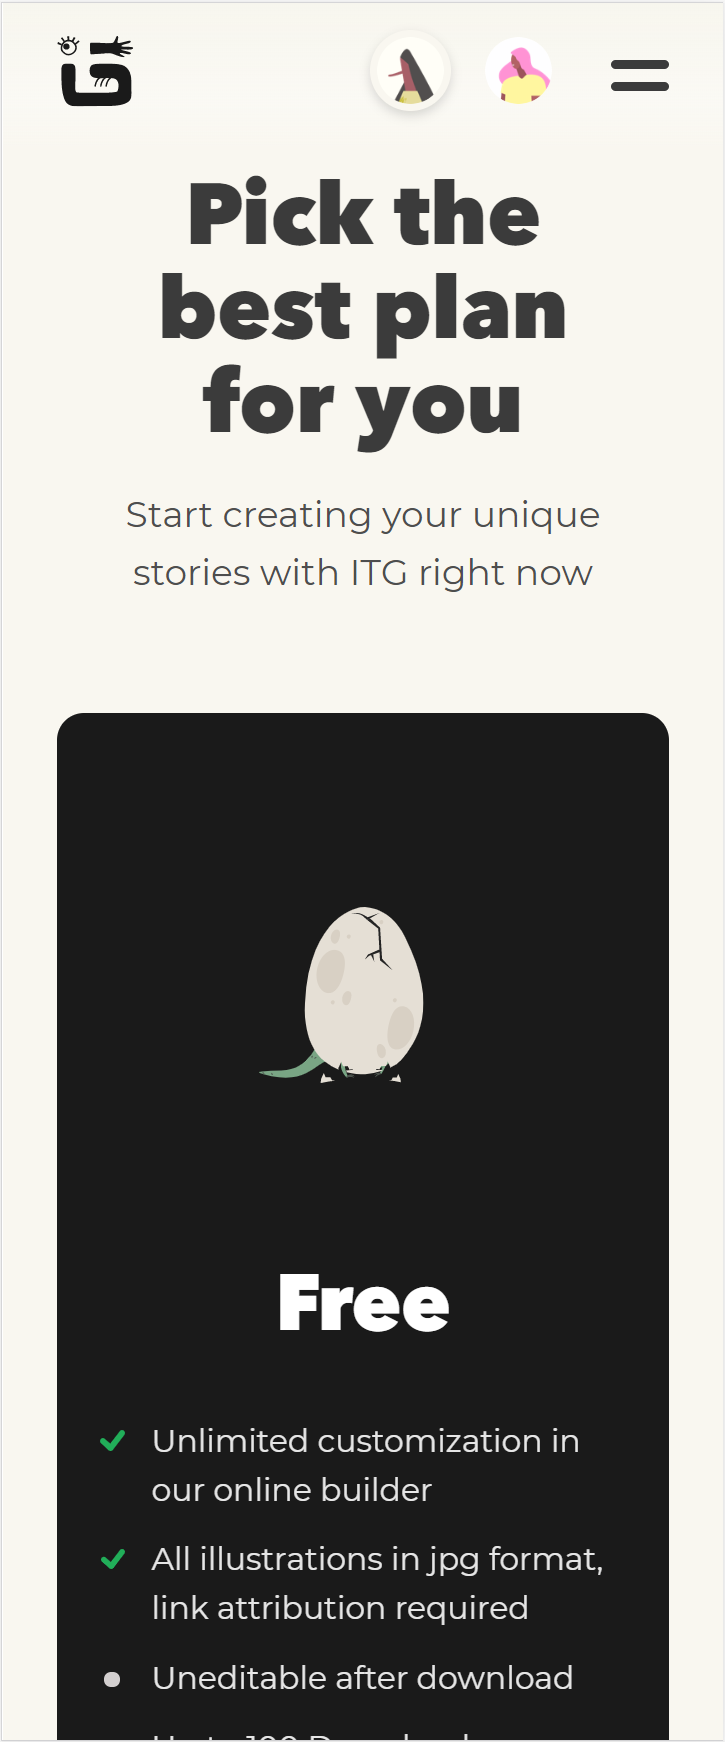 Pick the
best plan
for you
Start creating your unique
stories with ITG right now
Free
Unlimited customization in
our online builder
All illustrations in jpg format,
link attribution required
Uneditable after download